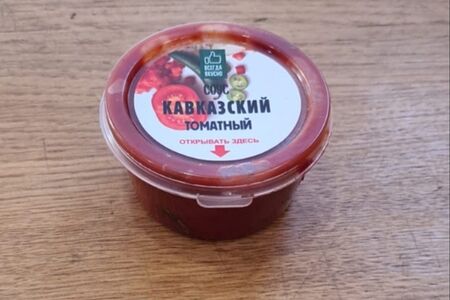 ВСЕГДА
ВКУСНО
СОУС
КАВКАЗСКИЙ
ТОМАТНЫЙ
ОТКРЫВАТЬ ЗДЕСЬ